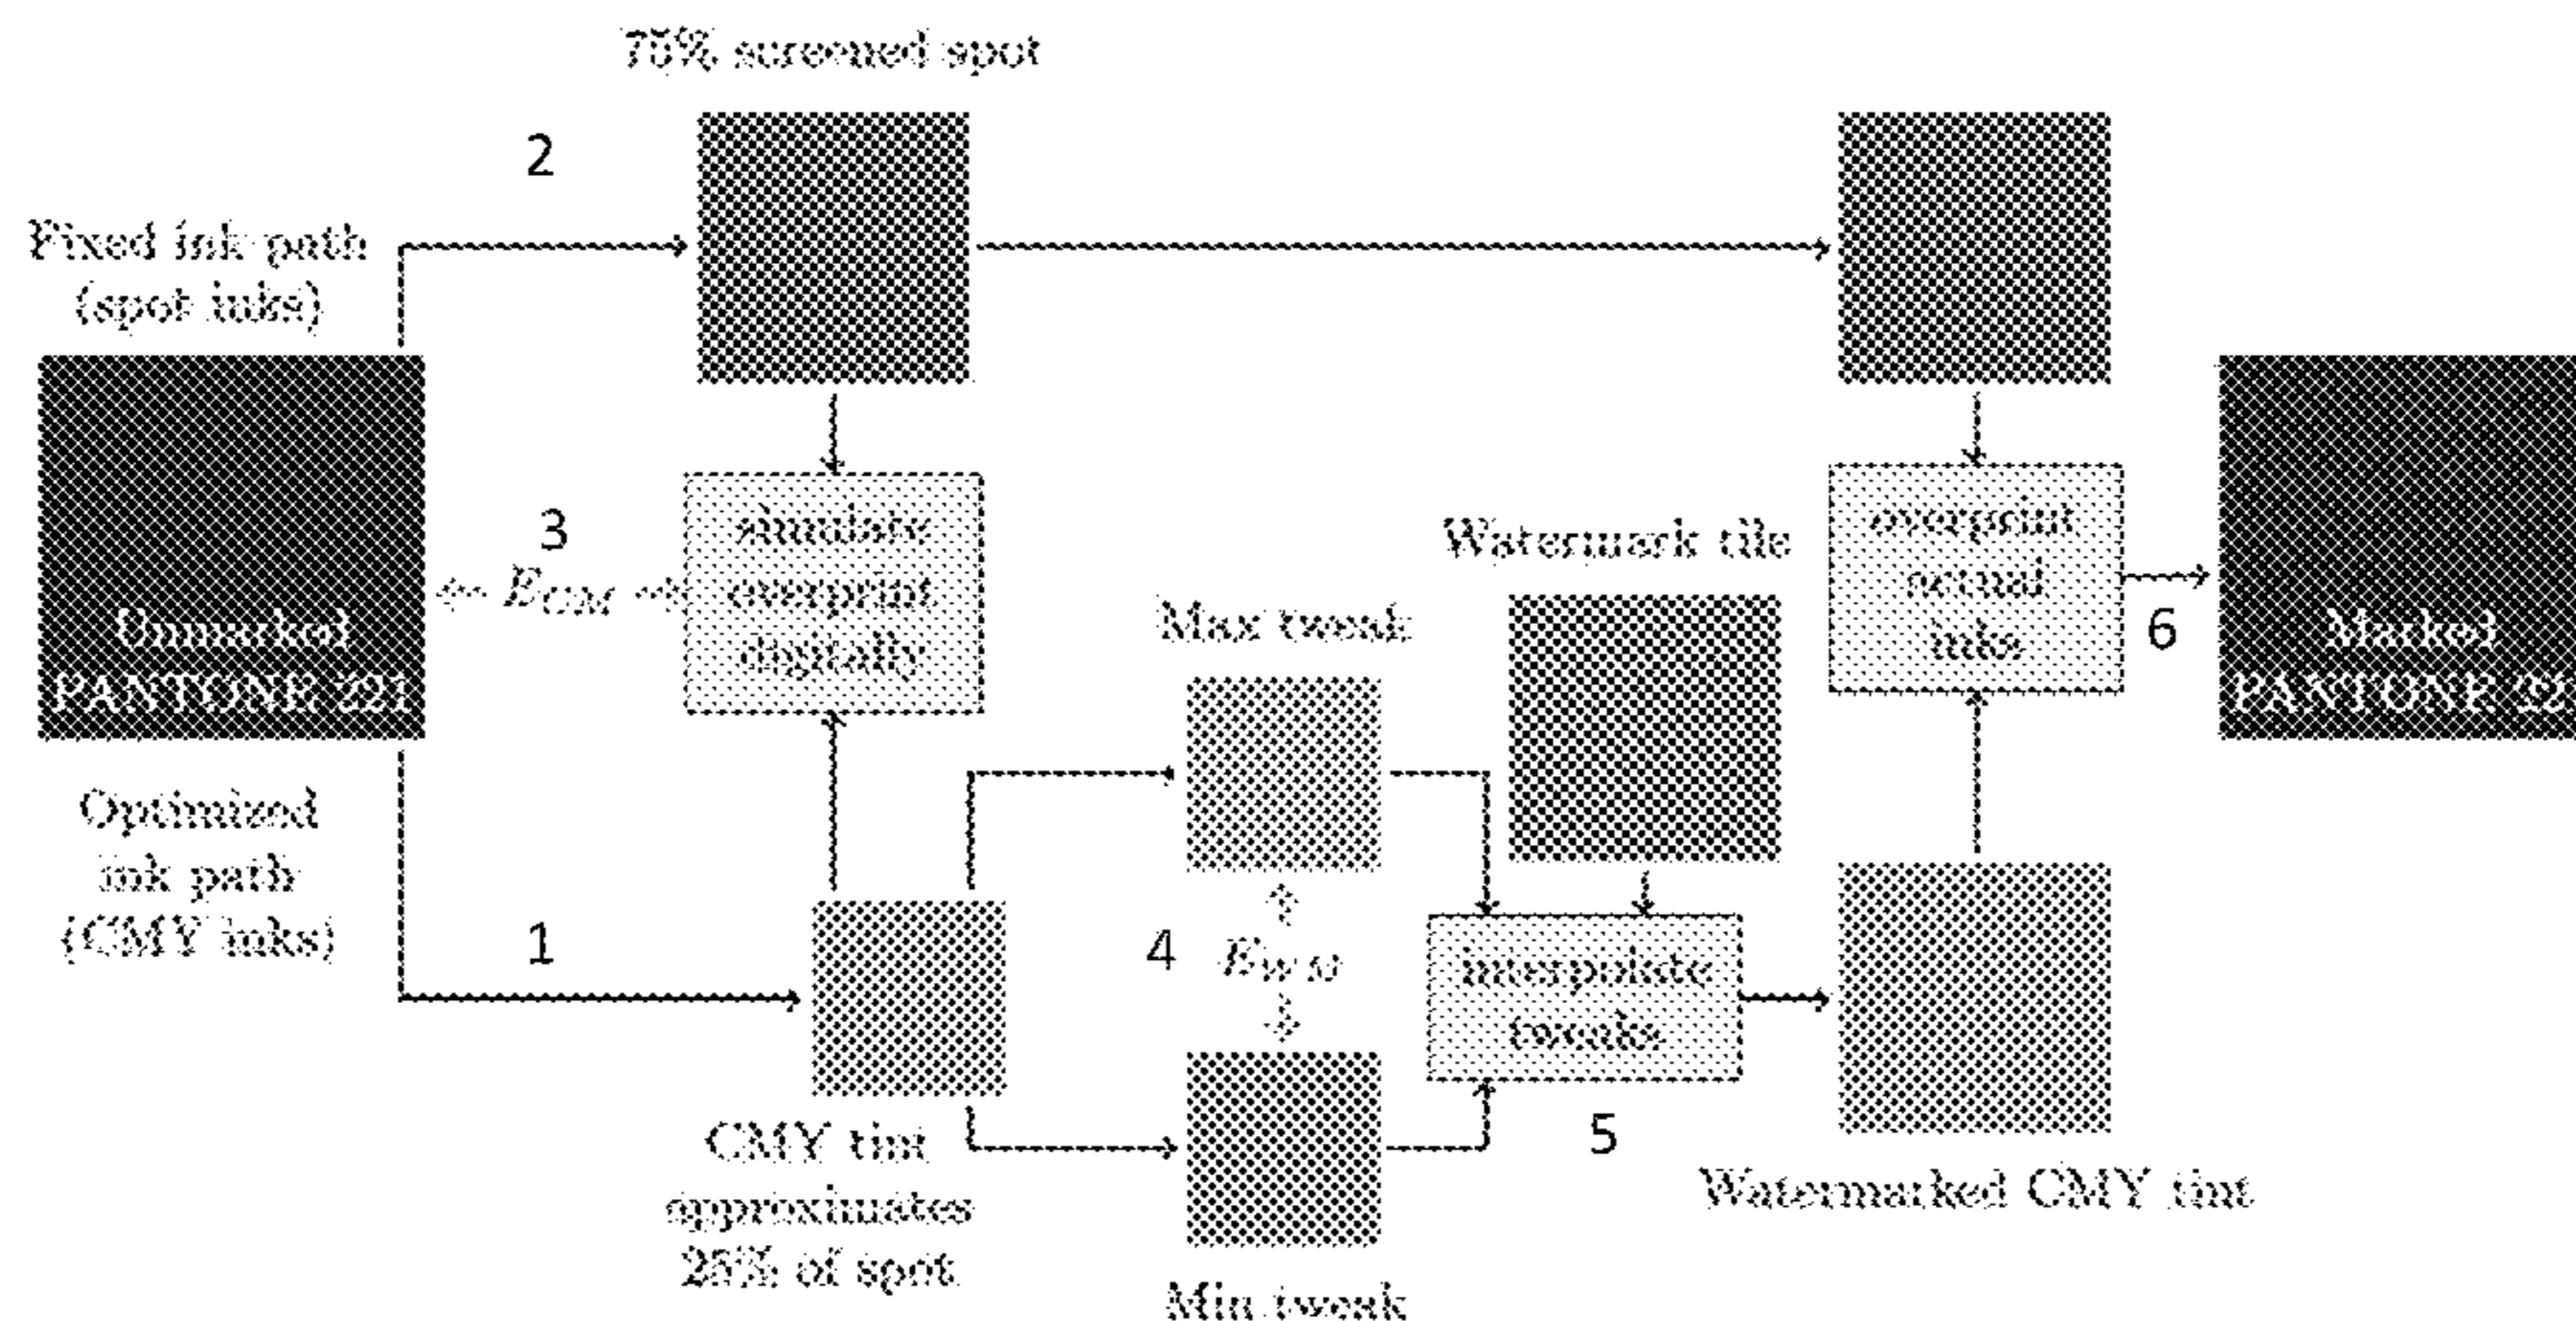 75% screened spot
2
Fixed ink path
(spot inks)
3
E_CM
simulate
overprint
digitally
Unmarked
PANTONE 221
Optimized
ink path
(CMY inks)
1
CMY tint
approximates
25% of spot
Max tweak
4
E_WM
Min tweak
Watermark tile
interpolate
tweaks
5
Watermarked CMY tint
overprint
actual
inks
6
Marked
PANTONE 22